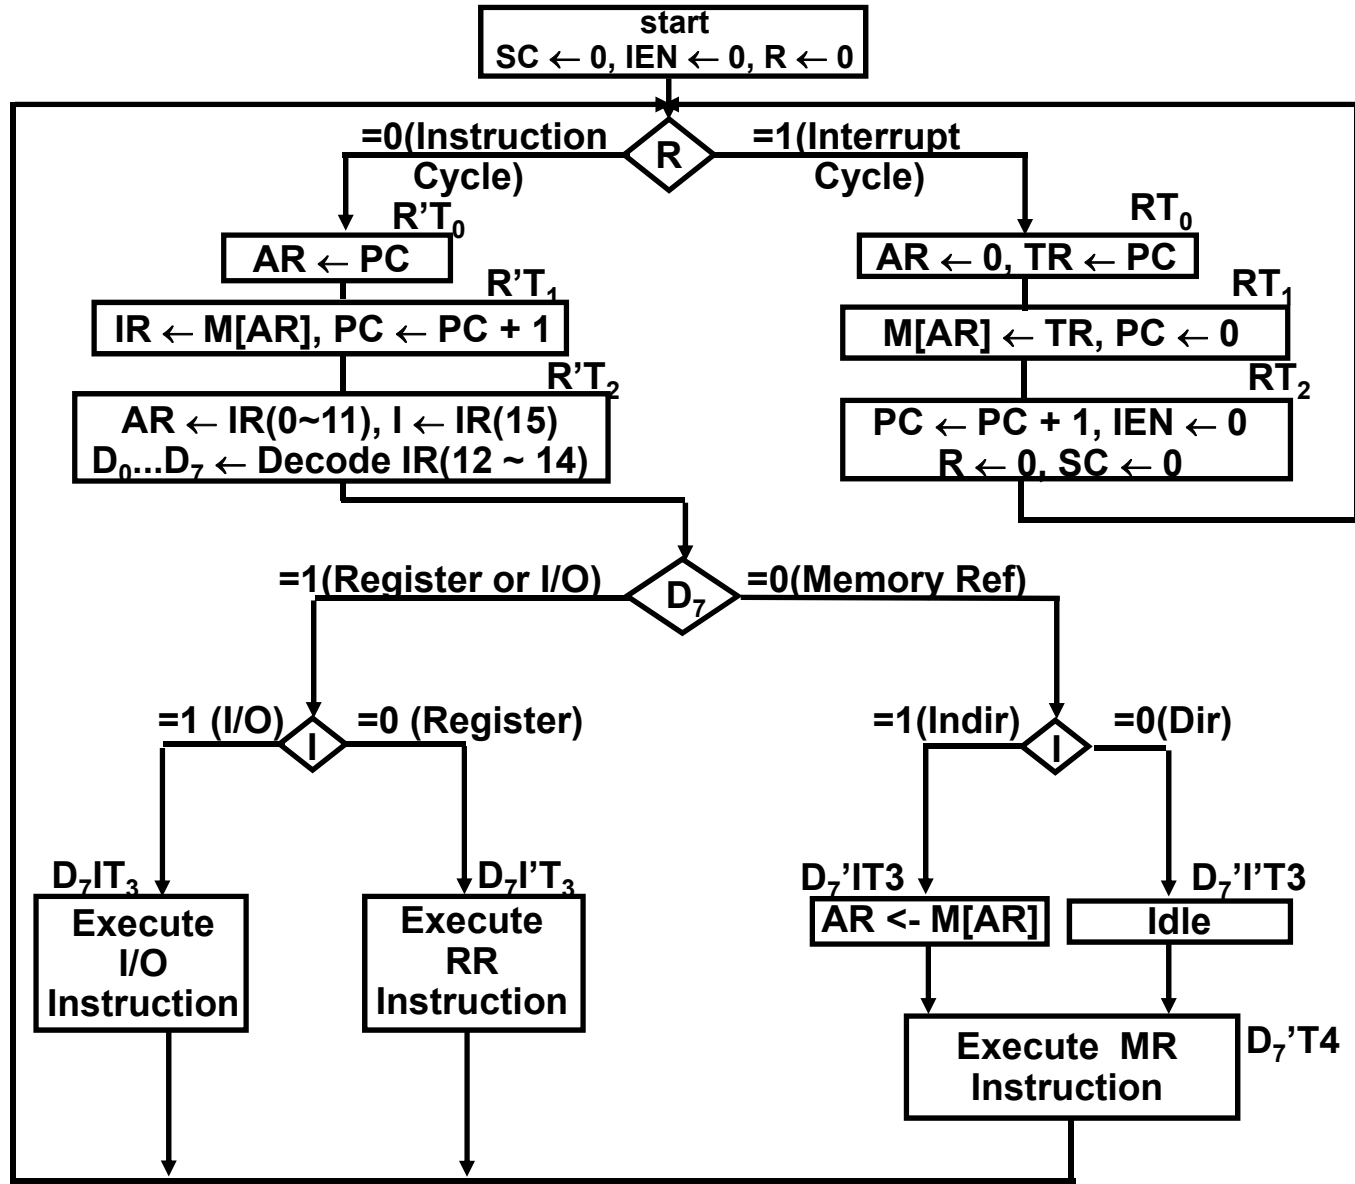 start
SC ← 0, IEN ← 0, R ← 0
=0(Instruction
Cycle)
R
=1(Interrupt
Cycle)
R’T₀
AR ← PC
R’T₁
IR ← M[AR], PC ← PC + 1
R’T₂
AR ← IR(0~11), I ← IR(15)
D₀...D₇ ← Decode IR(12 ~ 14)
RT₀
AR ← 0, TR ← PC
RT₁
M[AR] ← TR, PC ← 0
RT₂
PC ← PC + 1, IEN ← 0
R ← 0, SC ← 0
=1(Register or I/O)
D₇
=0(Memory Ref)
=1 (I/O)
I
=0 (Register)
=1(Indir)
I
=0(Dir)
D₇IT₃
Execute
I/O
Instruction
D₇I’T₃
Execute
RR
Instruction
D₇’IT3
AR <- M[AR]
D₇’I’T3
Idle
Execute MR
Instruction
D₇’T4